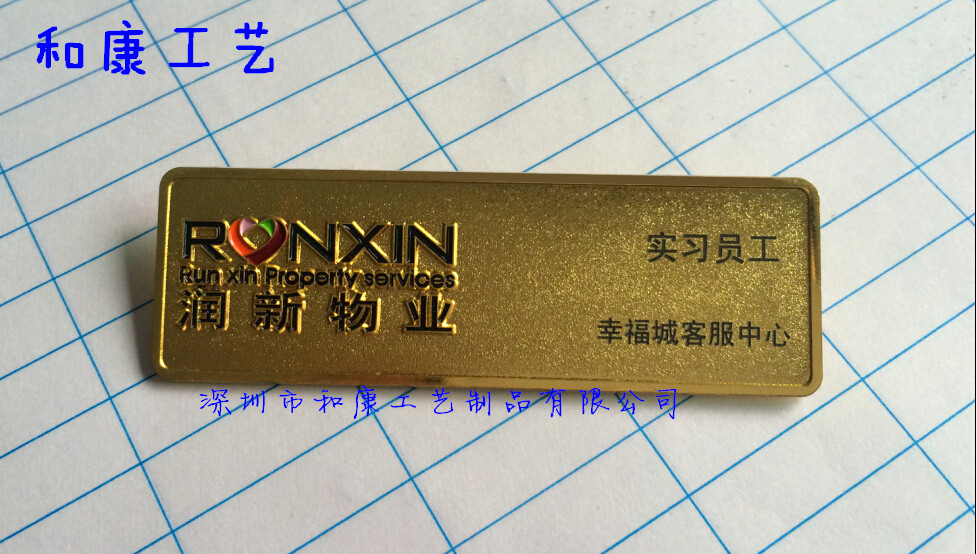 和康工艺
RONXIN
Run xin Property services
润新物业
实习员工
幸福城客服中心
深圳市和康工艺制品有限公司